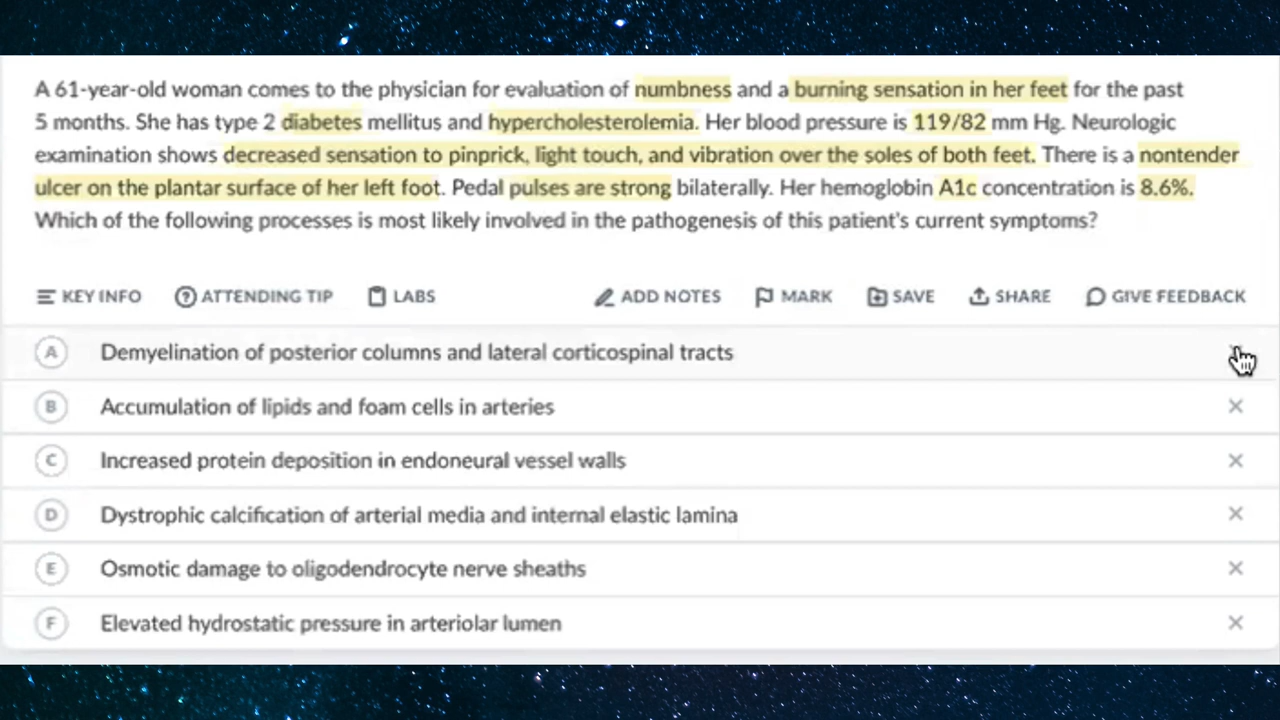 A 61-year-old woman comes to the physician for evaluation of numbness and a burning sensation in her feet for the past
5 months. She has type 2 diabetes mellitus and hypercholesterolemia. Her blood pressure is 119/82 mm Hg. Neurologic
examination shows decreased sensation to pinprick, light touch, and vibration over the soles of both feet. There is a nontender
ulcer on the plantar surface of her left foot. Pedal pulses are strong bilaterally. Her hemoglobin A1c concentration is 8.6%.
Which of the following processes is most likely involved in the pathogenesis of this patient's current symptoms?
KEY INFO ATTENDING TIP LABS ADD NOTES MARK SAVE SHARE GIVE FEEDBACK
A Demyelination of posterior columns and lateral corticospinal tracts
B Accumulation of lipids and foam cells in arteries
C Increased protein deposition in endoneural vessel walls
D Dystrophic calcification of arterial media and internal elastic lamina
E Osmotic damage to oligodendrocyte nerve sheaths
F Elevated hydrostatic pressure in arteriolar lumen